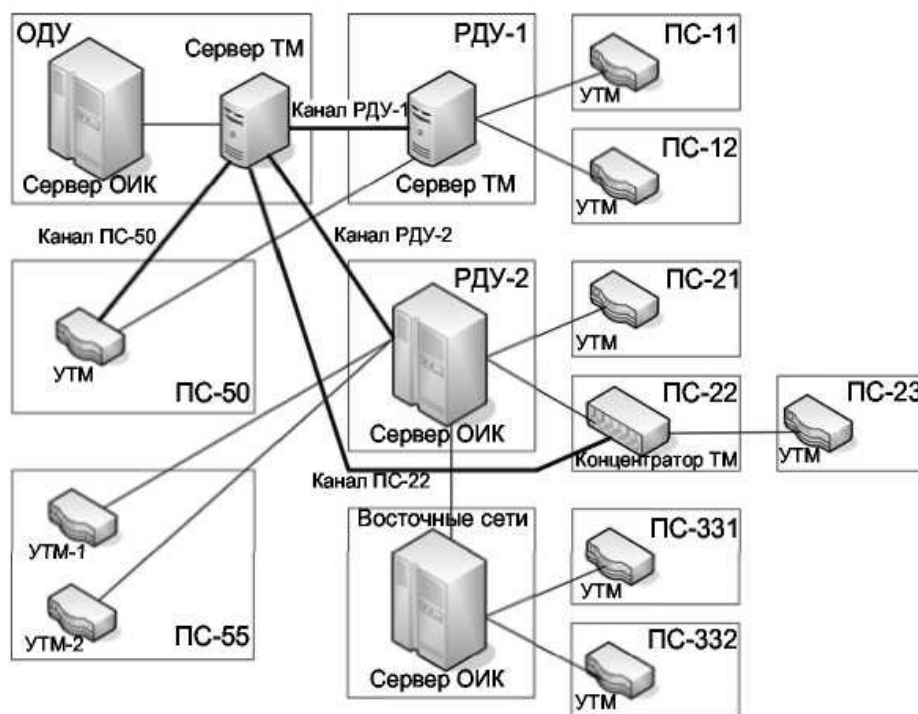 ОДУ
Сервер ТМ
Сервер ОИК
РДУ-1
Канал РДУ-1
Сервер ТМ
ПС-11
УТМ
ПС-12
УТМ
Канал ПС-50
Канал РДУ-2
УТМ
ПС-50
РДУ-2
Сервер ОИК
ПС-21
УТМ
ПС-22
Концентратор ТМ
ПС-23
УТМ
Канал ПС-22
УТМ-1
УТМ-2
ПС-55
Восточные сети
Сервер ОИК
ПС-331
УТМ
ПС-332
УТМ